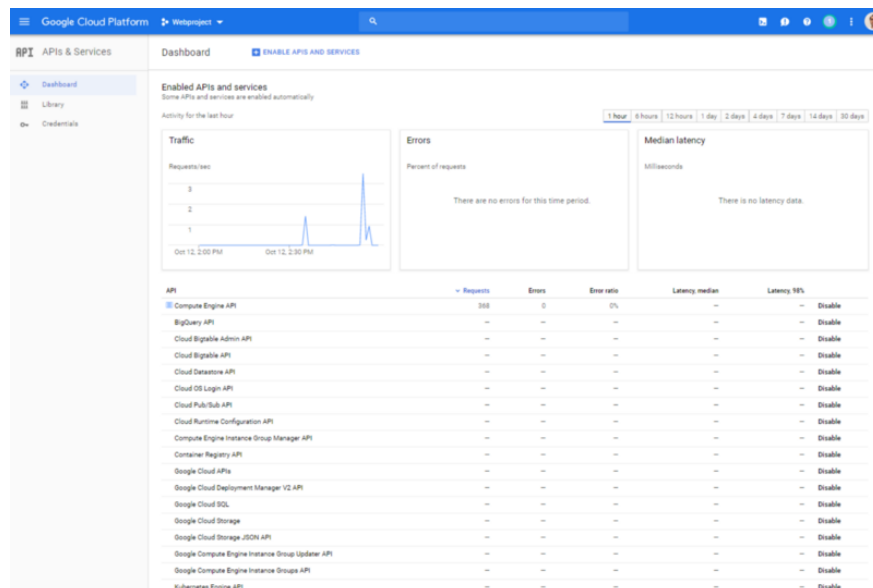 Google Cloud Platform Webproject
API APIs & Services
Dashboard ENABLE APIS AND SERVICES
Dashboard
Library
Credentials
Enabled APIs and services
Some APIs and services are enabled automatically
Activity for the last hour
1 hour 6 hours 12 hours 1 day 2 days 4 days 7 days 14 days 30 days
Traffic
Requests/sec
3
2
1
Oct 12, 2:00 PM Oct 12, 2:30 PM
Errors
Percent of requests
There are no errors for this time period.
Median latency
Milliseconds
There is no latency data.
API Requests Errors Error ratio Latency, median Latency, 98%
Compute Engine API 368 0 0% — — Disable
BigQuery API — — — — — Disable
Cloud Bigtable Admin API — — — — — Disable
Cloud Bigtable API — — — — — Disable
Cloud Datastore API — — — — — Disable
Cloud OS Login API — — — — — Disable
Cloud Pub/Sub API — — — — — Disable
Cloud Runtime Configuration API — — — — — Disable
Compute Engine Instance Group Manager API — — — — — Disable
Container Registry API — — — — — Disable
Google Cloud APIs — — — — — Disable
Google Cloud Deployment Manager V2 API — — — — — Disable
Google Cloud SQL — — — — — Disable
Google Cloud Storage — — — — — Disable
Google Cloud Storage JSON API — — — — — Disable
Google Compute Engine Instance Group Updater API — — — — — Disable
Google Compute Engine Instance Groups API — — — — — Disable
Kubernetes Engine API — — — — — Disable